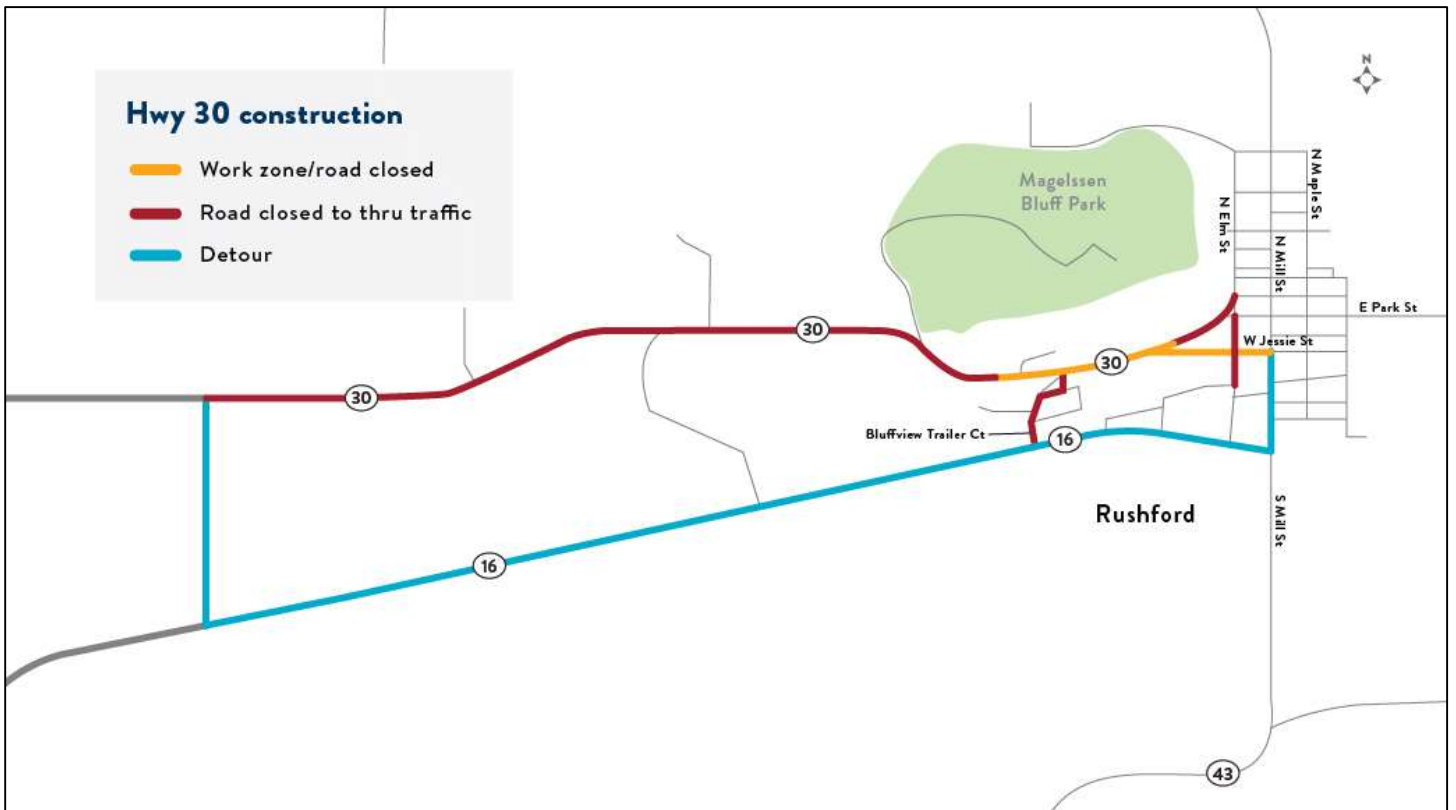 Hwy 30 construction
Work zone/road closed
Road closed to thru traffic
Detour
N
Magelssen
Bluff Park
N Maple St
N Elm St
N Mill St
E Park St
30
W Jessie St
30
30
Bluffview Trailer Ct
16
Rushford
S Mill St
16
43